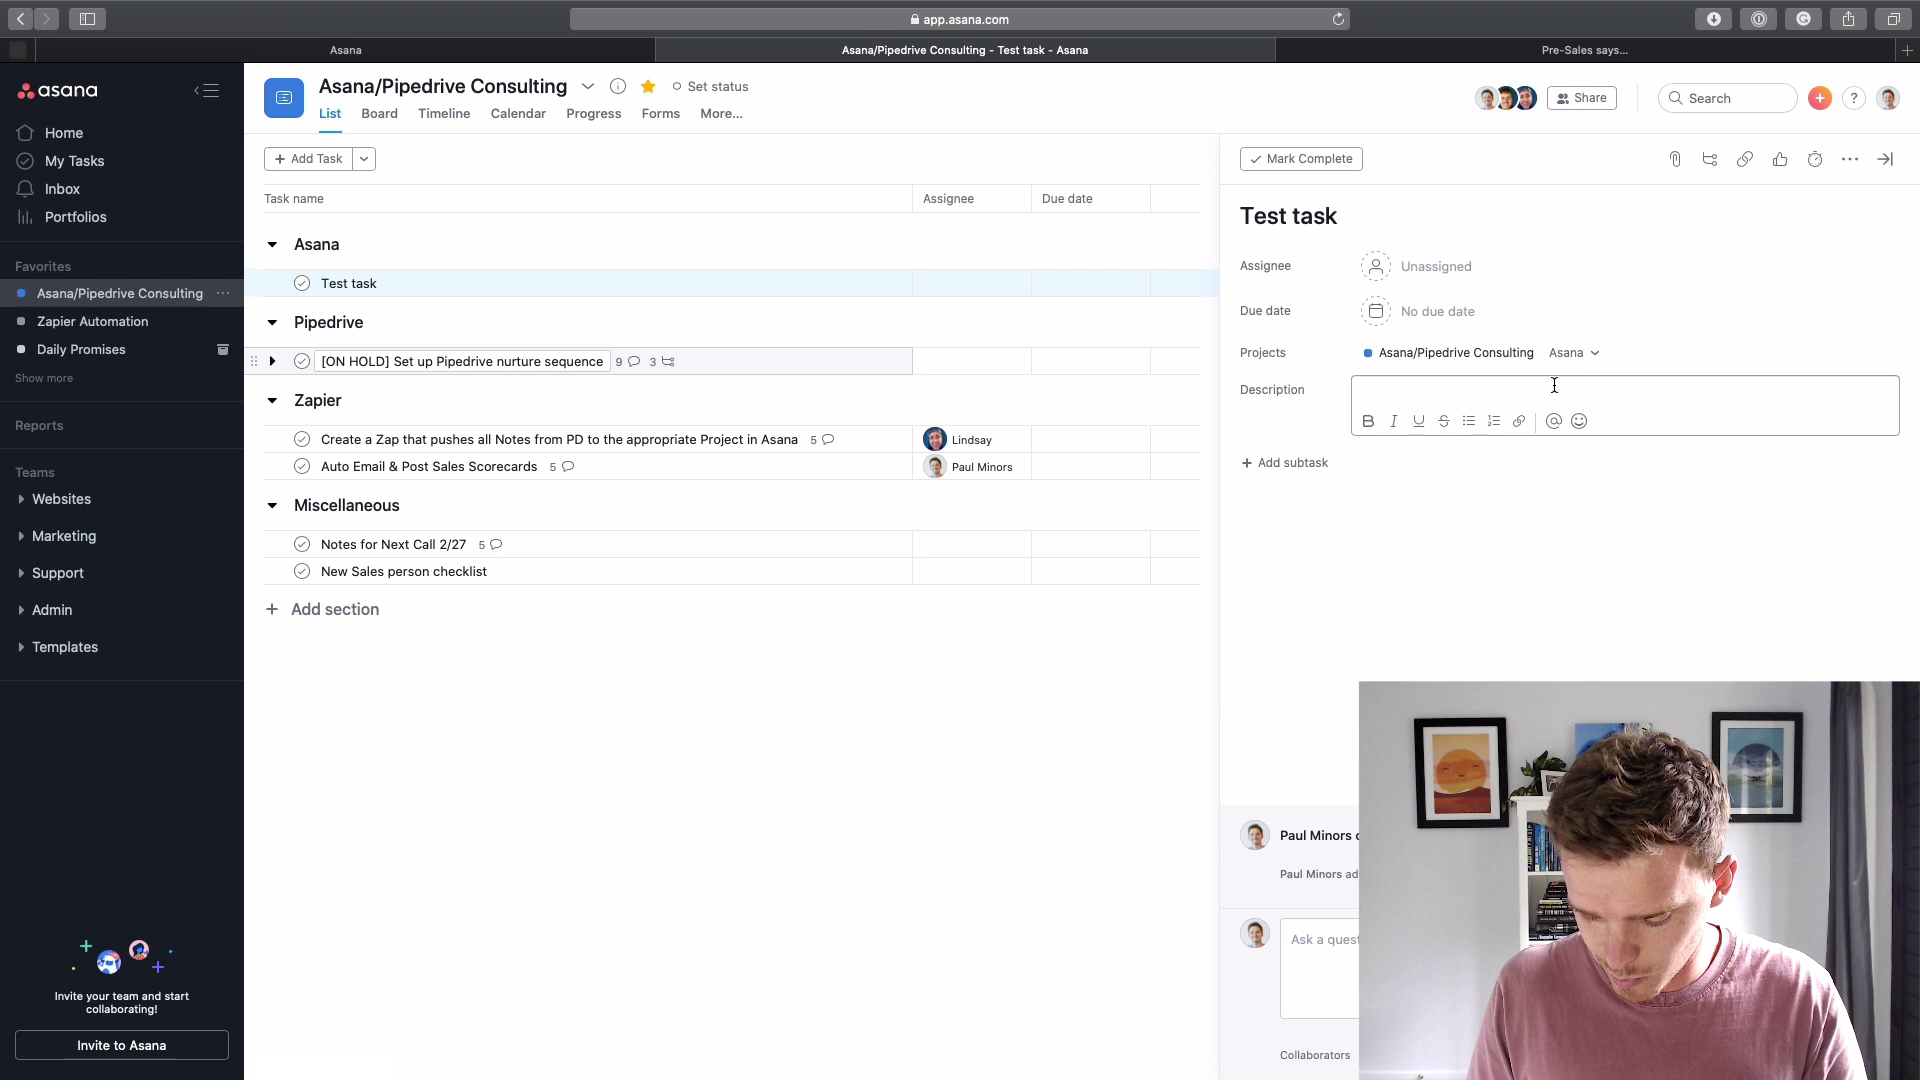 app.asana.com
Asana
Asana/Pipedrive Consulting - Test task - Asana
Pre-Sales says...
asana
Home
My Tasks
Inbox
Portfolios
Favorites
Asana/Pipedrive Consulting
Zapier Automation
Daily Promises
Show more
Reports
Teams
Websites
Marketing
Support
Admin
Templates
Invite your team and start
collaborating!
Invite to Asana
Asana/Pipedrive Consulting
Set status
List Board Timeline Calendar Progress Forms More...
Share
Search
?
+ Add Task
Task name Assignee Due date
Asana
Test task
Pipedrive
[ON HOLD] Set up Pipedrive nurture sequence 9 3
Zapier
Create a Zap that pushes all Notes from PD to the appropriate Project in Asana 5 Lindsay
Auto Email & Post Sales Scorecards 5 Paul Minors
Miscellaneous
Notes for Next Call 2/27 5
New Sales person checklist
+ Add section
Mark Complete
Test task
Assignee Unassigned
Due date No due date
Projects Asana/Pipedrive Consulting Asana
Description
B I U S @
+ Add subtask
Paul Minors
Paul Minors ad
Ask a quest
Collaborators